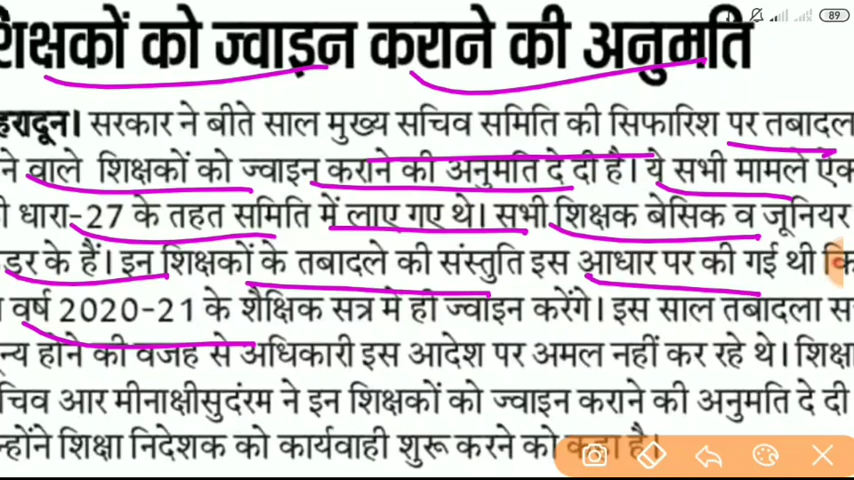 शिक्षकों को ज्वाइन कराने की अनुमति
89
हरादून। सरकार ने बीते साल मुख्य सचिव समिति की सिफारिश पर तबादल
ने वाले शिक्षकों को ज्वाइन कराने की अनुमति दे दी है। ये सभी मामले ऐक
ी धारा-27 के तहत समिति में लाए गए थे। सभी शिक्षक बेसिक व जूनियर
डर के हैं। इन शिक्षकों के तबादले की संस्तुति इस आधार पर की गई थी कि
वर्ष 2020-21 के शैक्षिक सत्र में ही ज्वाइन करेंगे। इस साल तबादला स
न्य होने की वजह से अधिकारी इस आदेश पर अमल नहीं कर रहे थे। शिक्षा
चिव आर मीनाक्षीसुदंरम ने इन शिक्षकों को ज्वाइन कराने की अनुमति दे दी
न्होंने शिक्षा निदेशक को कार्यवाही शुरू करने को कहा है।